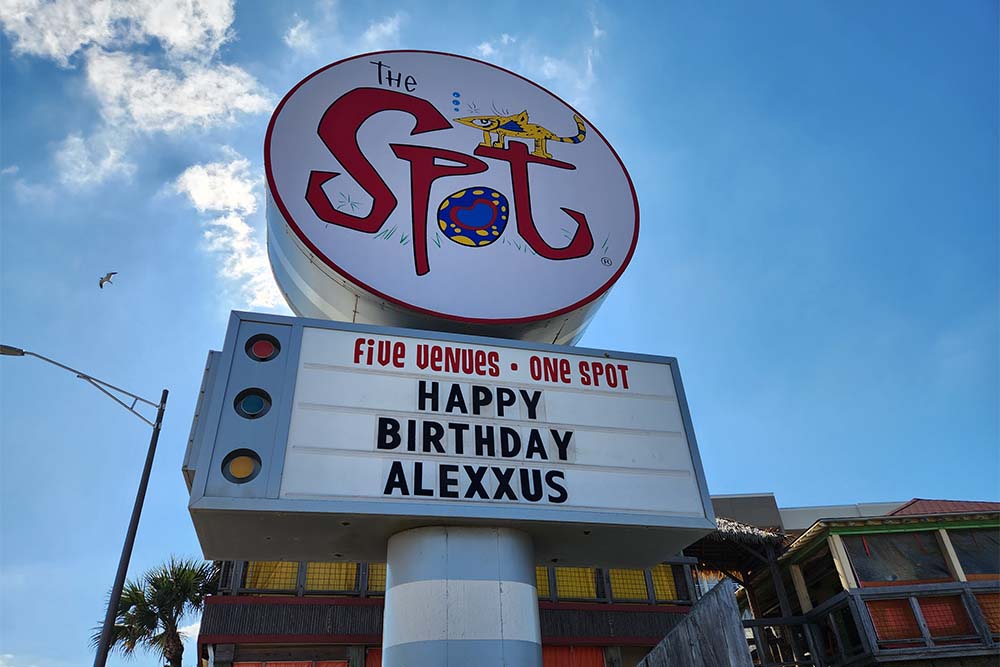 THE
Spot
®
FIVE VENUES • ONE SPOT
HAPPY
BIRTHDAY
ALEXXUS